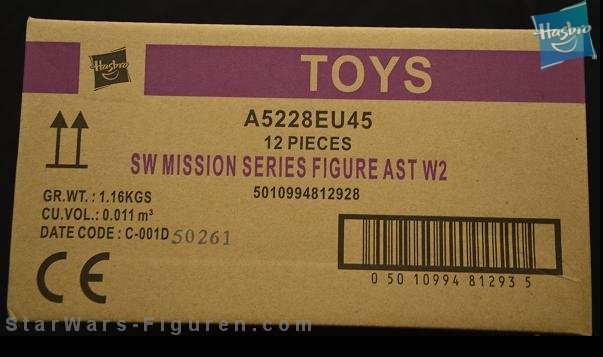 Hasbro
Hasbro
TOYS
A5228EU45
12 PIECES
SW MISSION SERIES FIGURE AST W2
5010994812928
GR.WT. : 1.16KGS
CU.VOL.: 0.011 m³
DATE CODE : C-001D 50261
CE
0 50 10994 81293 5
StarWars-Figuren.com